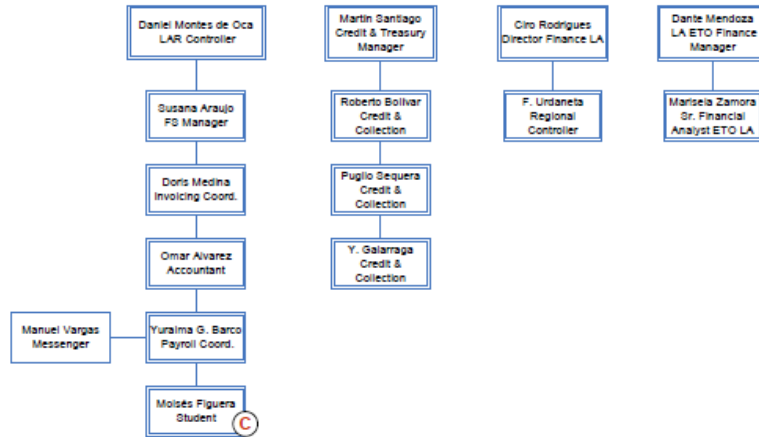 Daniel Montes de Oca
LAR Controller
Martin Santiago
Credit & Treasury
Manager
Ciro Rodrigues
Director Finance LA
Dante Mendoza
LA ETO Finance
Manager
Susana Araujo
FS Manager
Roberto Bolivar
Credit &
Collection
F. Urdaneta
Regional
Controller
Marisela Zamora
Sr. Financial
Analyst ETO LA
Doris Medina
Invoicing Coord.
Puglio Sequera
Credit &
Collection
Omar Alvarez
Accountant
Y. Galarraga
Credit &
Collection
Manuel Vargas
Messenger
Yuraima G. Barco
Payroll Coord.
Moisés Figuera
Student
C